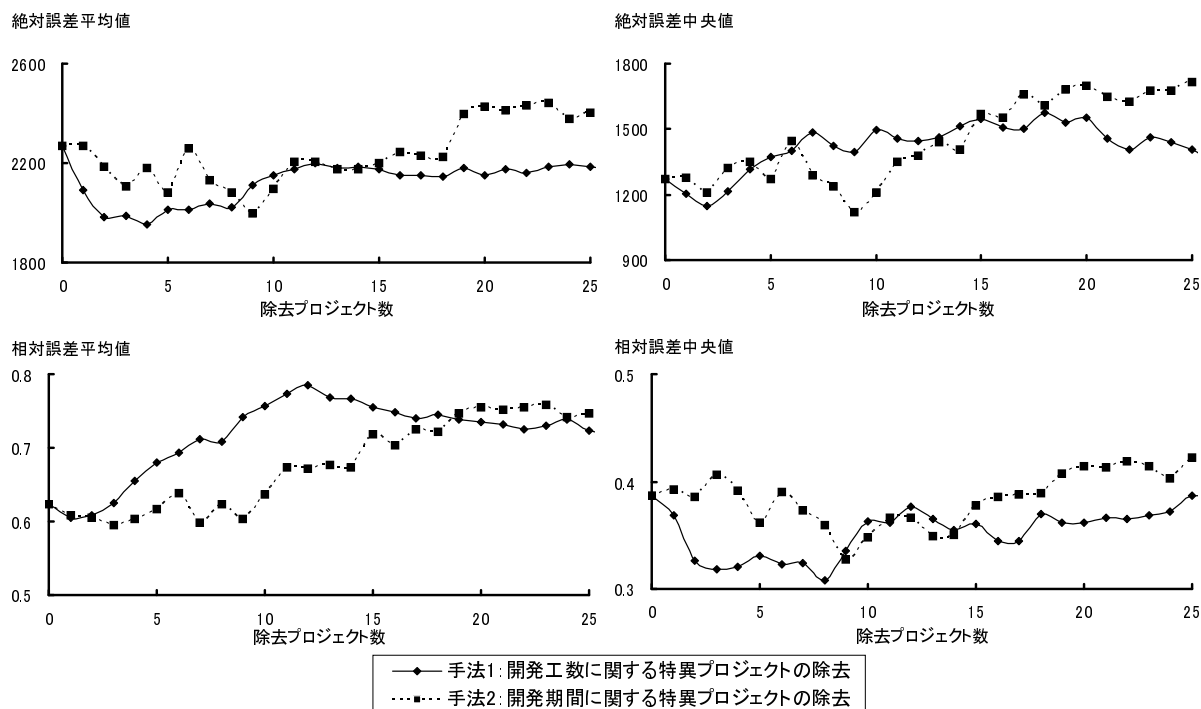 絶対誤差平均値
2600
2200
1800
0 5 10 15 20 25
除去プロジェクト数
絶対誤差中央値
1800
1500
1200
900
0 5 10 15 20 25
除去プロジェクト数
相対誤差平均値
0.8
0.7
0.6
0.5
0 5 10 15 20 25
除去プロジェクト数
相対誤差中央値
0.5
0.4
0.3
0 5 10 15 20 25
除去プロジェクト数
手法1:開発工数に関する特異プロジェクトの除去
手法2:開発期間に関する特異プロジェクトの除去